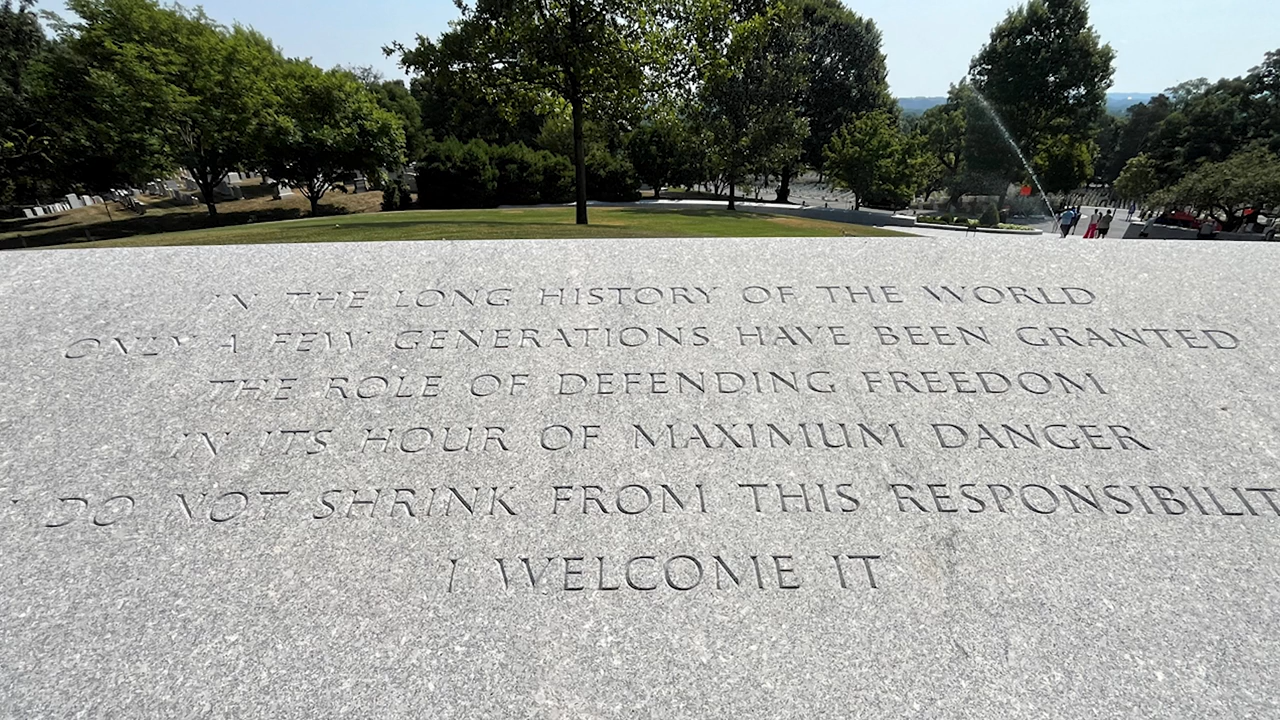 IN THE LONG HISTORY OF THE WORLD
ONLY A FEW GENERATIONS HAVE BEEN GRANTED
THE ROLE OF DEFENDING FREEDOM
IN ITS HOUR OF MAXIMUM DANGER
I DO NOT SHRINK FROM THIS RESPONSIBILIT
I WELCOME IT